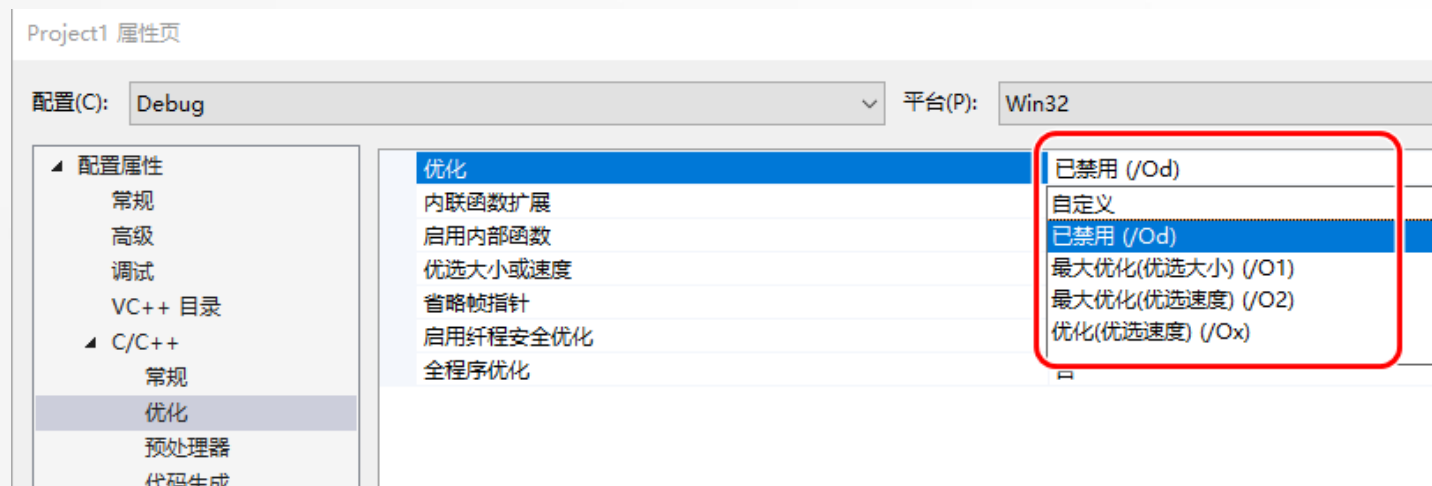 Project1 属性页
配置(C): Debug 平台(P): Win32
配置属性
常规
高级
调试
VC++ 目录
C/C++
常规
优化
预处理器
代码生成
优化 已禁用 (/Od)
内联函数扩展 自定义
启用内部函数 已禁用 (/Od)
优选大小或速度 最大优化(优选大小) (/O1)
省略帧指针 最大优化(优选速度) (/O2)
启用纤程安全优化 优化(优选速度) (/Ox)
全程序优化